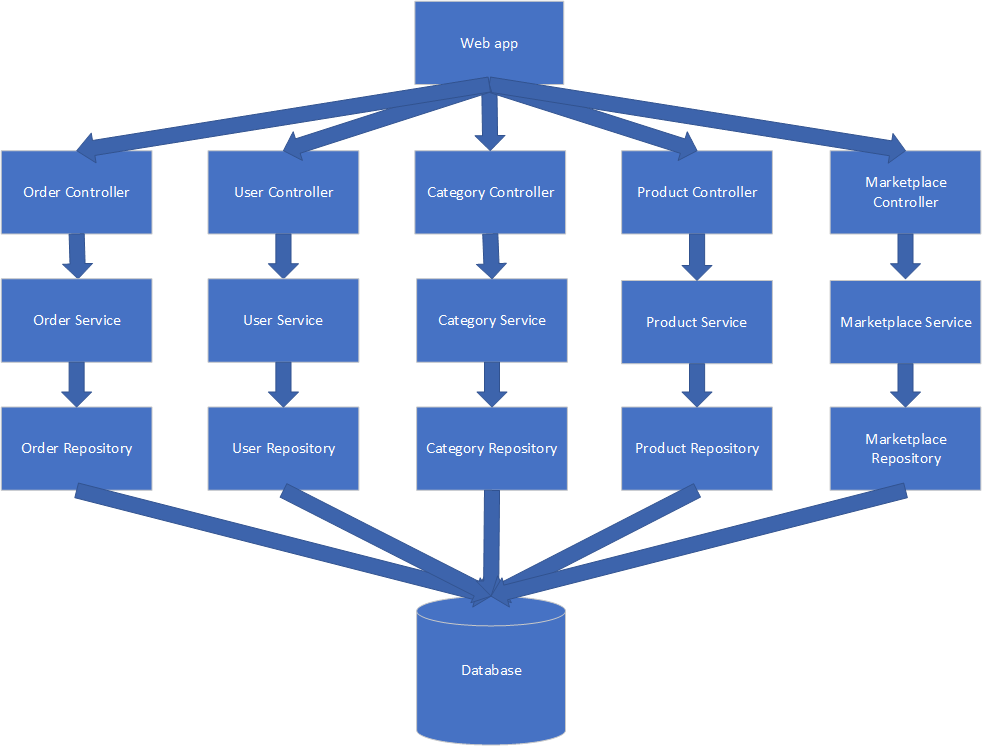 Web app
Order Controller
User Controller
Category Controller
Product Controller
Marketplace
Controller
Order Service
User Service
Category Service
Product Service
Marketplace Service
Order Repository
User Repository
Category Repository
Product Repository
Marketplace
Repository
Database